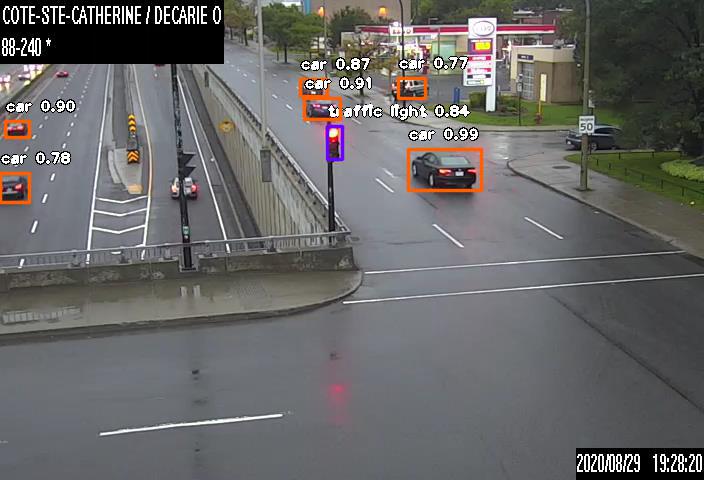 COTE-STE-CATHERINE / DECARIE O
88-240 *
car 0.87
car 0.77
car 0.91
car 0.90
traffic light 0.84
car 0.99
car 0.78
50
2020/08/29 19:28:20